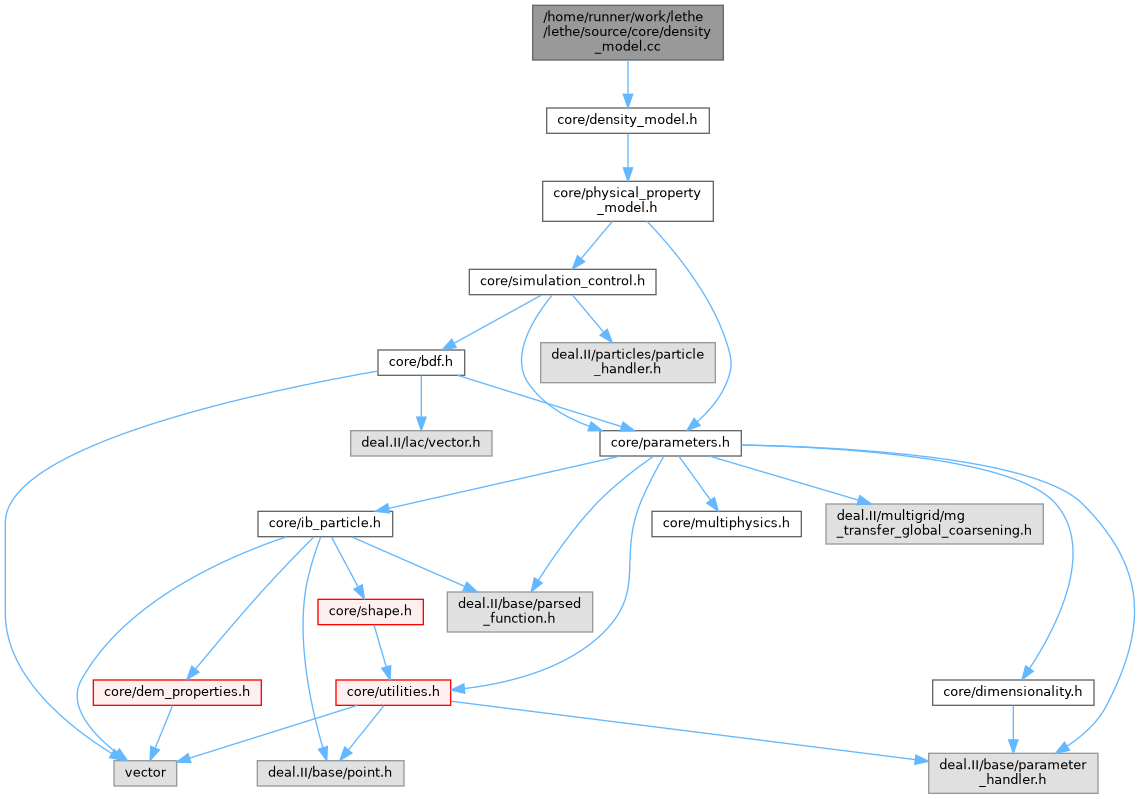 /home/runner/work/lethe
/lethe/source/core/density
_model.cc
core/density_model.h
core/physical_property
_model.h
core/simulation_control.h
core/bdf.h
deal.II/particles/particle
_handler.h
deal.II/lac/vector.h
core/parameters.h
core/ib_particle.h
core/multiphysics.h
deal.II/multigrid/mg
_transfer_global_coarsening.h
core/shape.h
deal.II/base/parsed
_function.h
core/dem_properties.h
core/utilities.h
core/dimensionality.h
vector
deal.II/base/point.h
deal.II/base/parameter
_handler.h